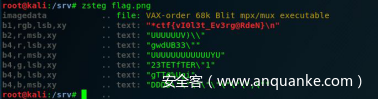 root@kali:/srv# zsteg flag.png
imagedata .. file: VAX-order 68k Blit mpx/mux executable
b1,rgb,lsb,xy .. text: "*ctf{vI0l3t_Ev3rg@RdeN}\n"
b2,r,msb,xy .. text: "UUUUUUV)\\"
b4,r,lsb,xy .. text: "gwdUB33\""
b4,r,msb,xy .. text: "UUUUUUUUUUUUYU
b4,g,lsb,xy .. text: "23TETfTER\"1"
b4,b,lsb,xy .. text:
b4,b,msb,xy .. text:
root@kali:/srv#
安全客 ( www.anquanke.com )